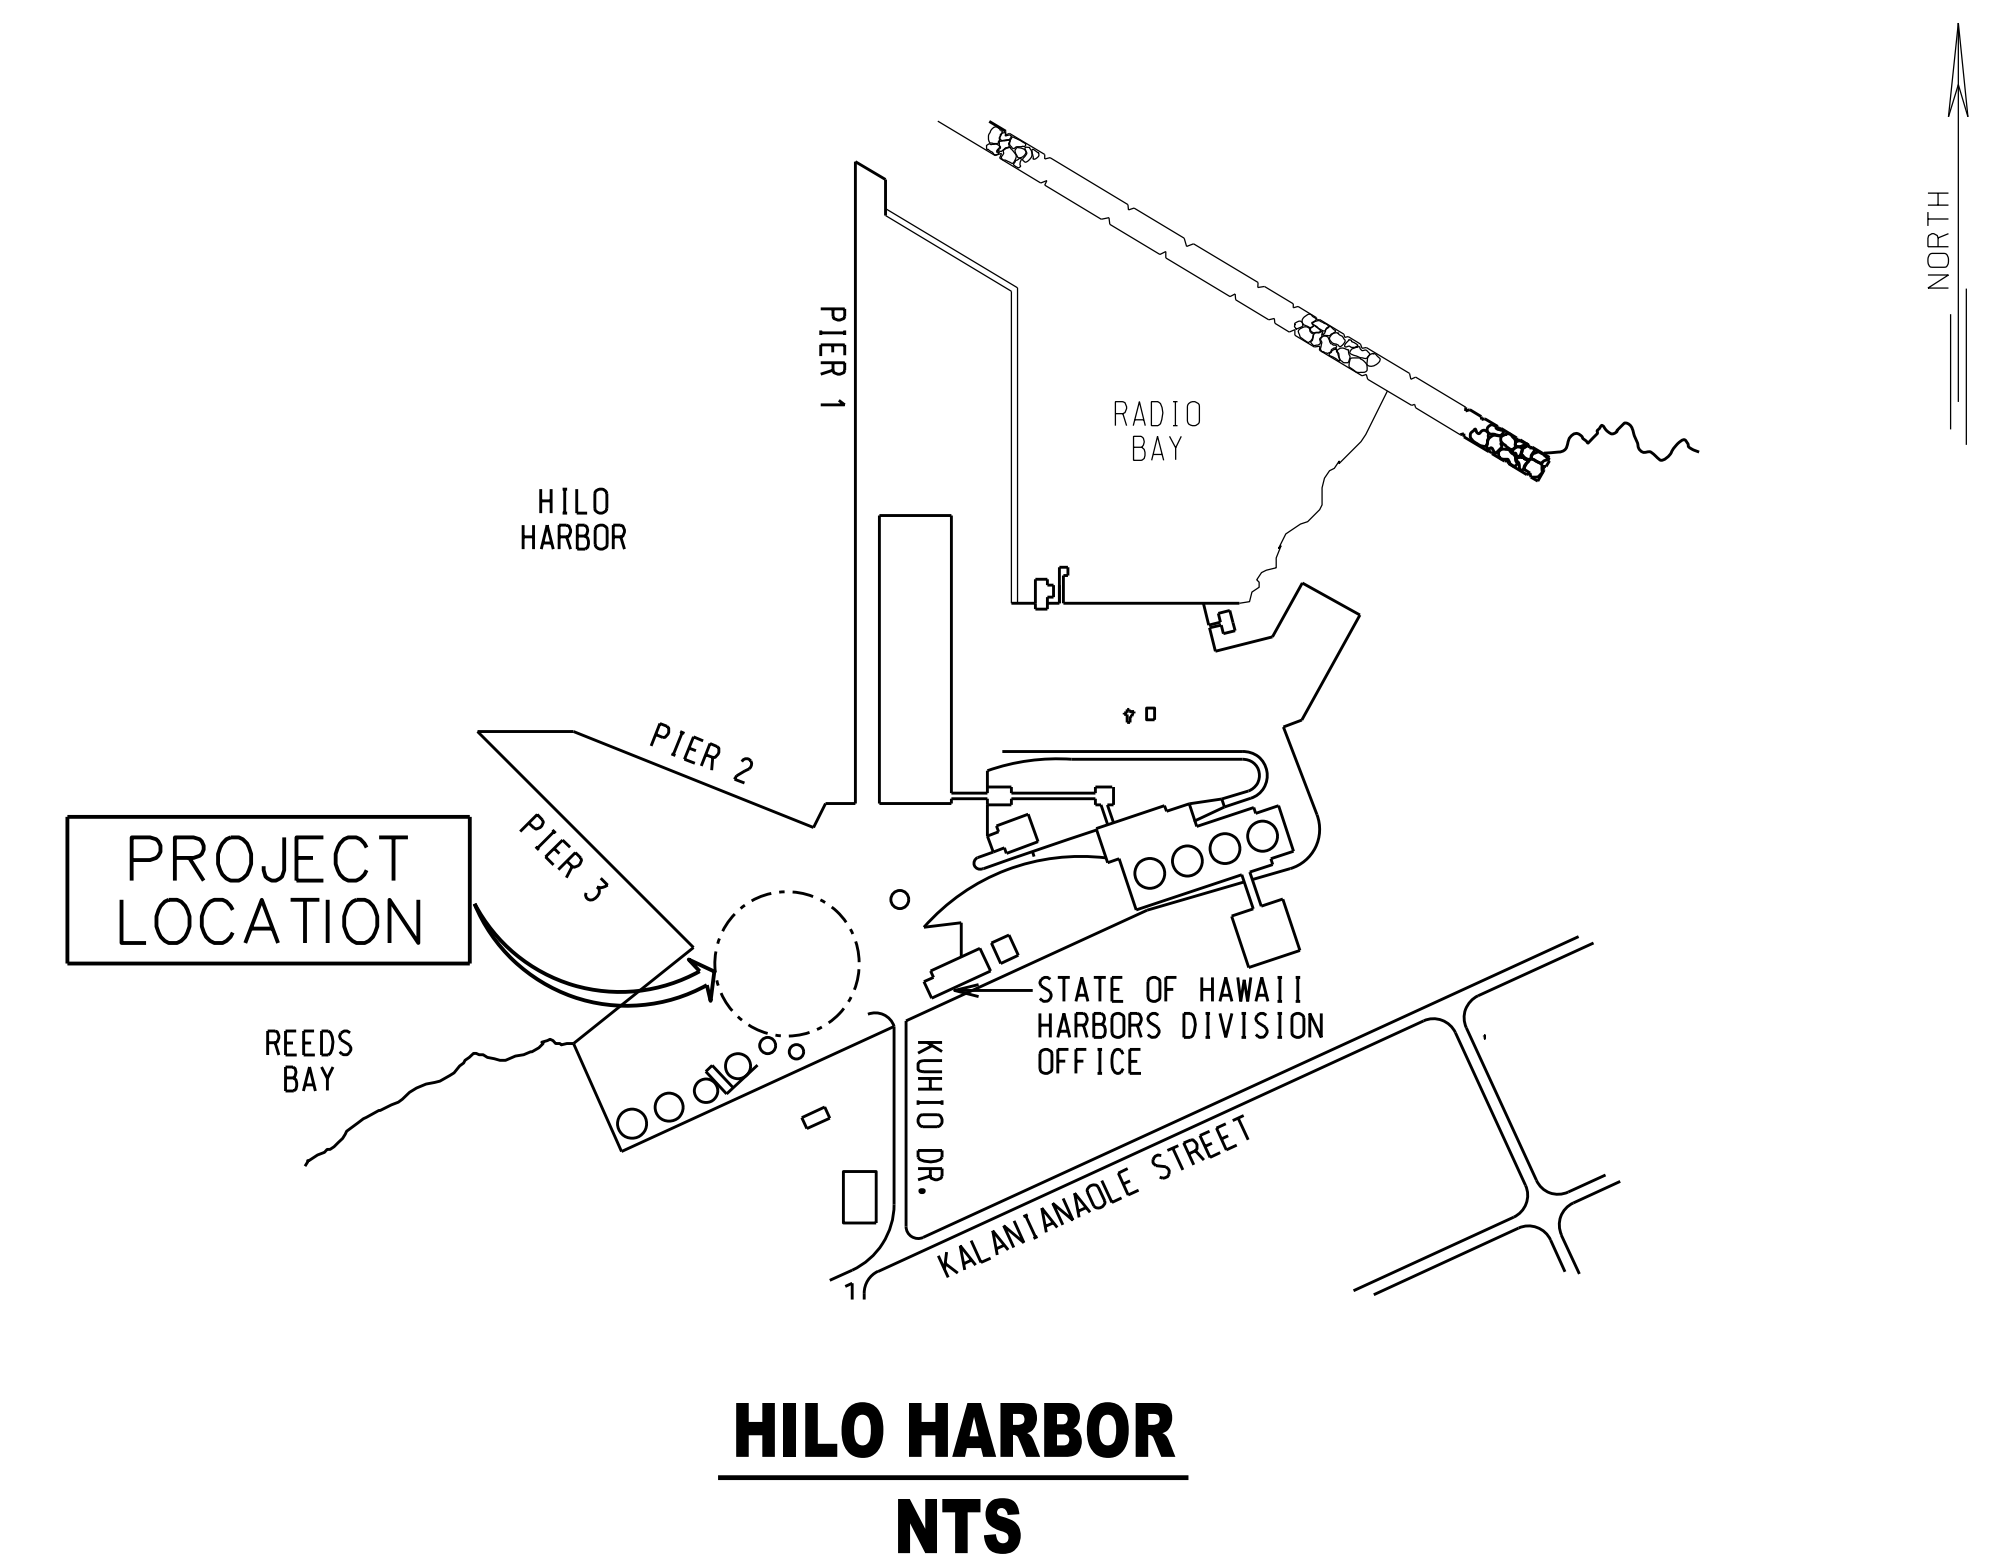 NORTH
PIER 1
RADIO
BAY
HILO
HARBOR
PIER 2
PIER 3
PROJECT
LOCATION
STATE OF HAWAII
HARBORS DIVISION
OFFICE
REEDS
BAY
KUHIO DR.
KALANIANAOLE STREET
HILO HARBOR
NTS